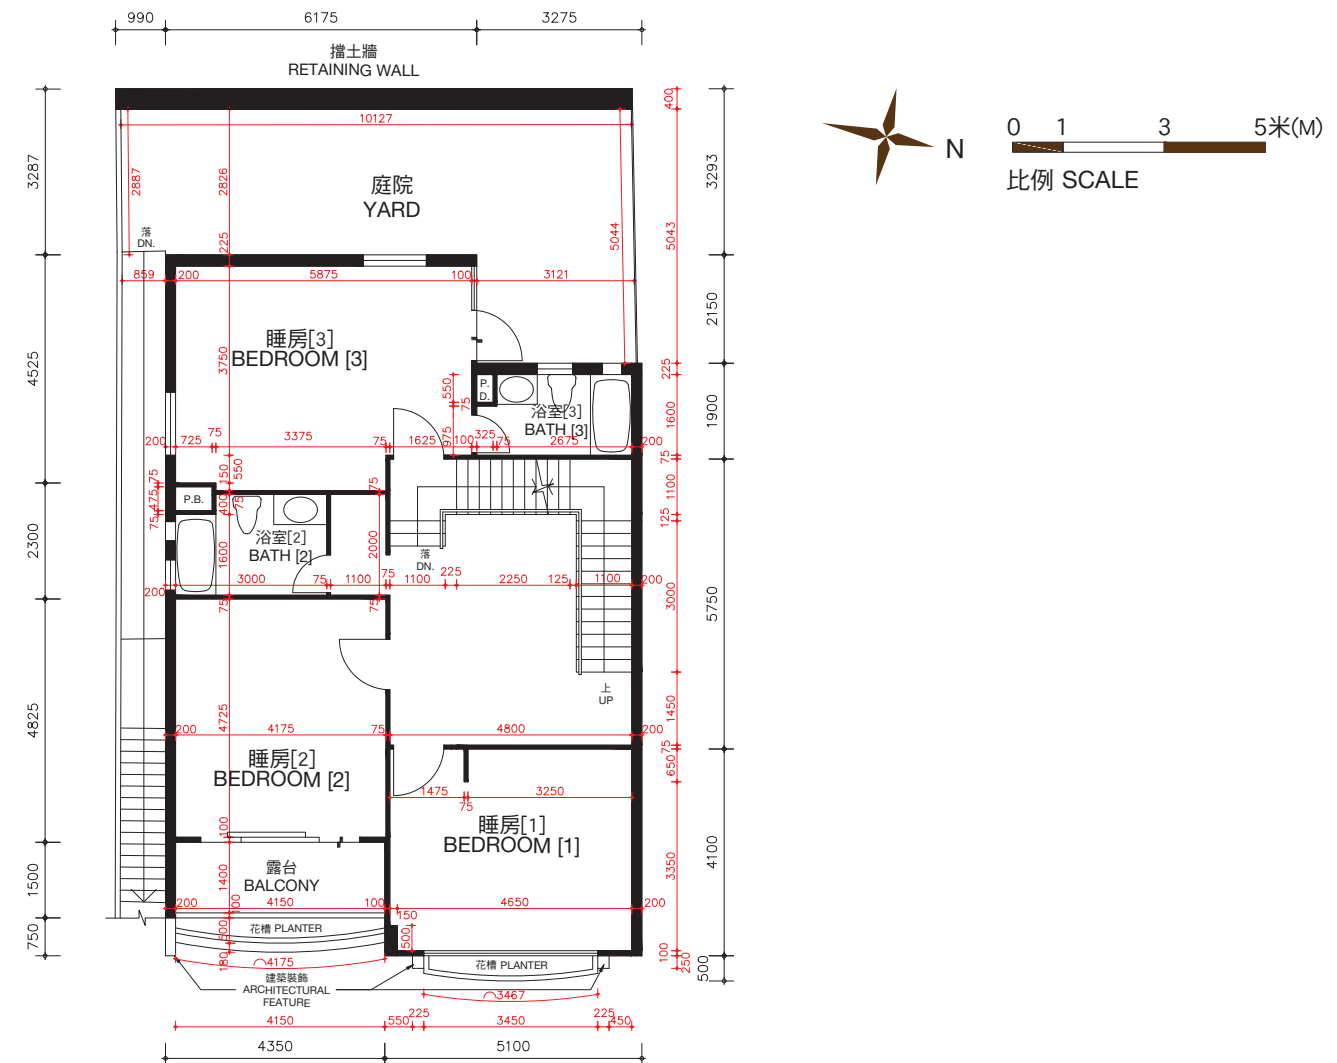 990 6175 3275
擋土牆
RETAINING WALL
400
10127
0 1 3 5米(M)
N
比例 SCALE
3287 2887 2826 3293
庭院
YARD
5044 5043
落
DN.
225
859 200 5875 100 3121
2150
睡房[3]
BEDROOM [3]
4525 3750 225
550 P.
D.
75
浴室[3]
BATH [3]
1600 1900
200 725 75 3375 75 1625 975 100 325 75 2675 200
75
75 150 550 75
475 P.B. 400 75 1100
75 125
浴室[2]
BATH [2]
2300 1600 2000
落
DN.
200 3000 75 1100 75 1100 225 2250 125 1100 200
3000 5750
75 75
上
UP
4825 4725 1450
200 4175 75 4800 200
75
650
睡房[2]
BEDROOM [2]
1475 75 3250
100
睡房[1]
BEDROOM [1]
4100
露台
BALCONY
1500 1400 3350
200 4150 100 4650 200
100 150
花槽 PLANTER
750 600 500
180 4175
花槽 PLANTER
100 250 500
建築裝飾
ARCHITECTURAL
FEATURE
3467
4150 550 225 3450 225 450
4350 5100